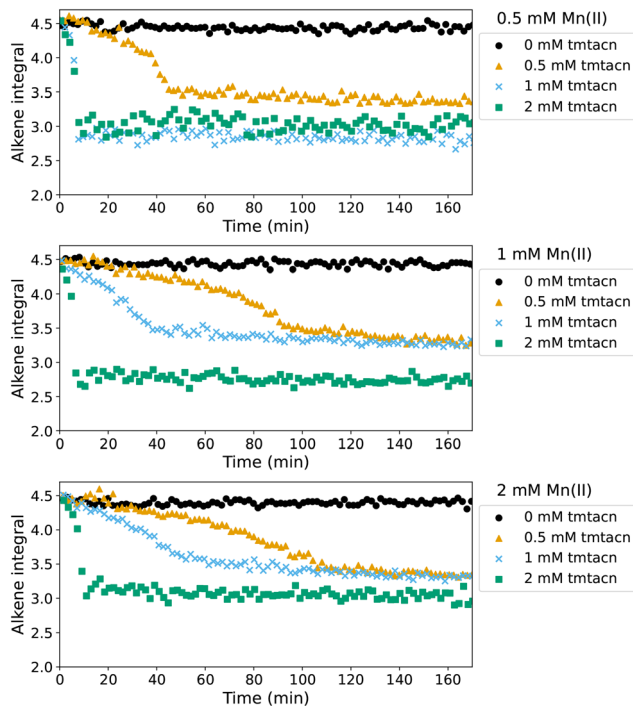 0.5 mM Mn(II)
0 mM tmtacn
0.5 mM tmtacn
1 mM tmtacn
2 mM tmtacn
Alkene integral
4.5
4.0
3.5
3.0
2.5
2.0
0 20 40 60 80 100 120 140 160
Time (min)
1 mM Mn(II)
0 mM tmtacn
0.5 mM tmtacn
1 mM tmtacn
2 mM tmtacn
Alkene integral
4.5
4.0
3.5
3.0
2.5
2.0
0 20 40 60 80 100 120 140 160
Time (min)
2 mM Mn(II)
0 mM tmtacn
0.5 mM tmtacn
1 mM tmtacn
2 mM tmtacn
Alkene integral
4.5
4.0
3.5
3.0
2.5
2.0
0 20 40 60 80 100 120 140 160
Time (min)